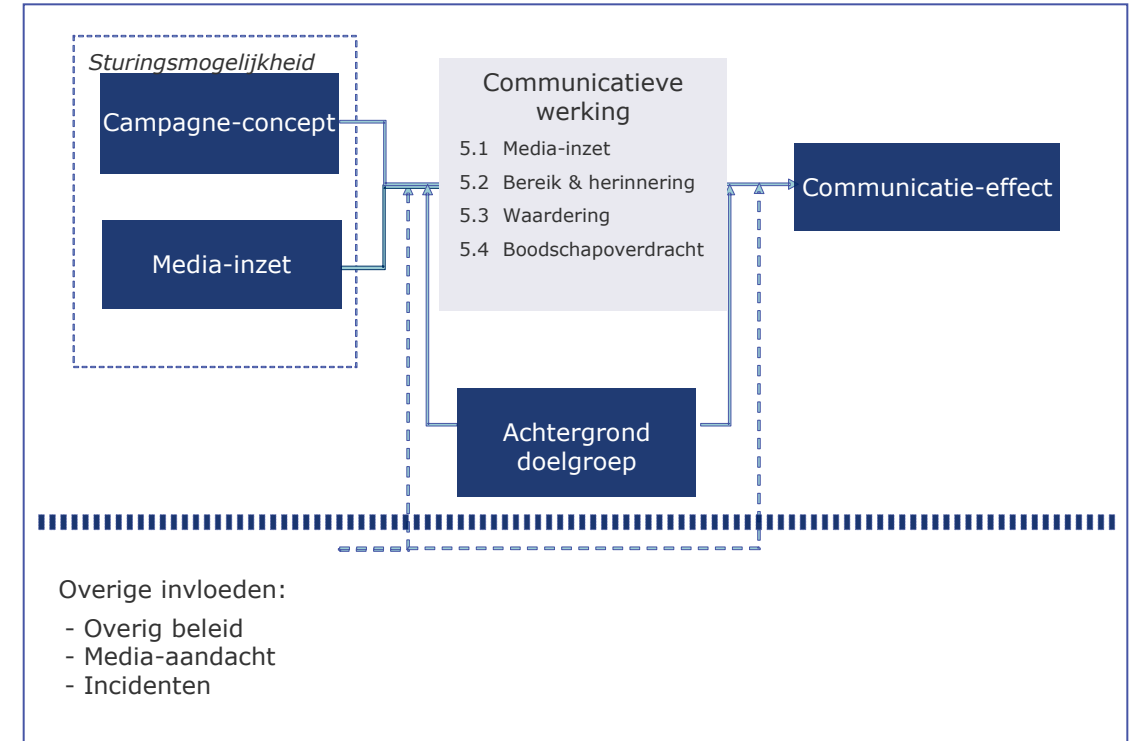 Sturingsmogelijkheid
Campagne-concept
Media-inzet
Communicatieve
werking
5.1 Media-inzet
5.2 Bereik & herinnering
5.3 Waardering
5.4 Boodschapoverdracht
Communicatie-effect
Achtergrond
doelgroep
Overige invloeden:
- Overig beleid
- Media-aandacht
- Incidenten